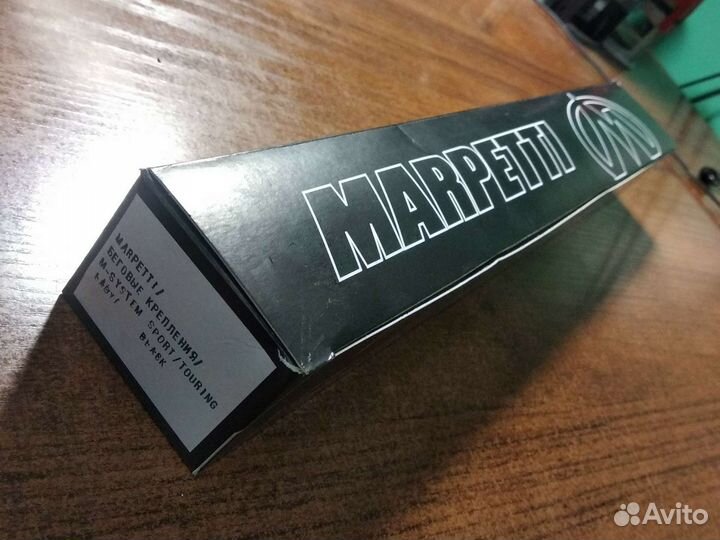 MARPETTI
MARPETTI/
БЕГОВЫЕ КРЕПЛЕНИЯ/
M-SYSTEM SPORT/TOURING
BLACK
Avito